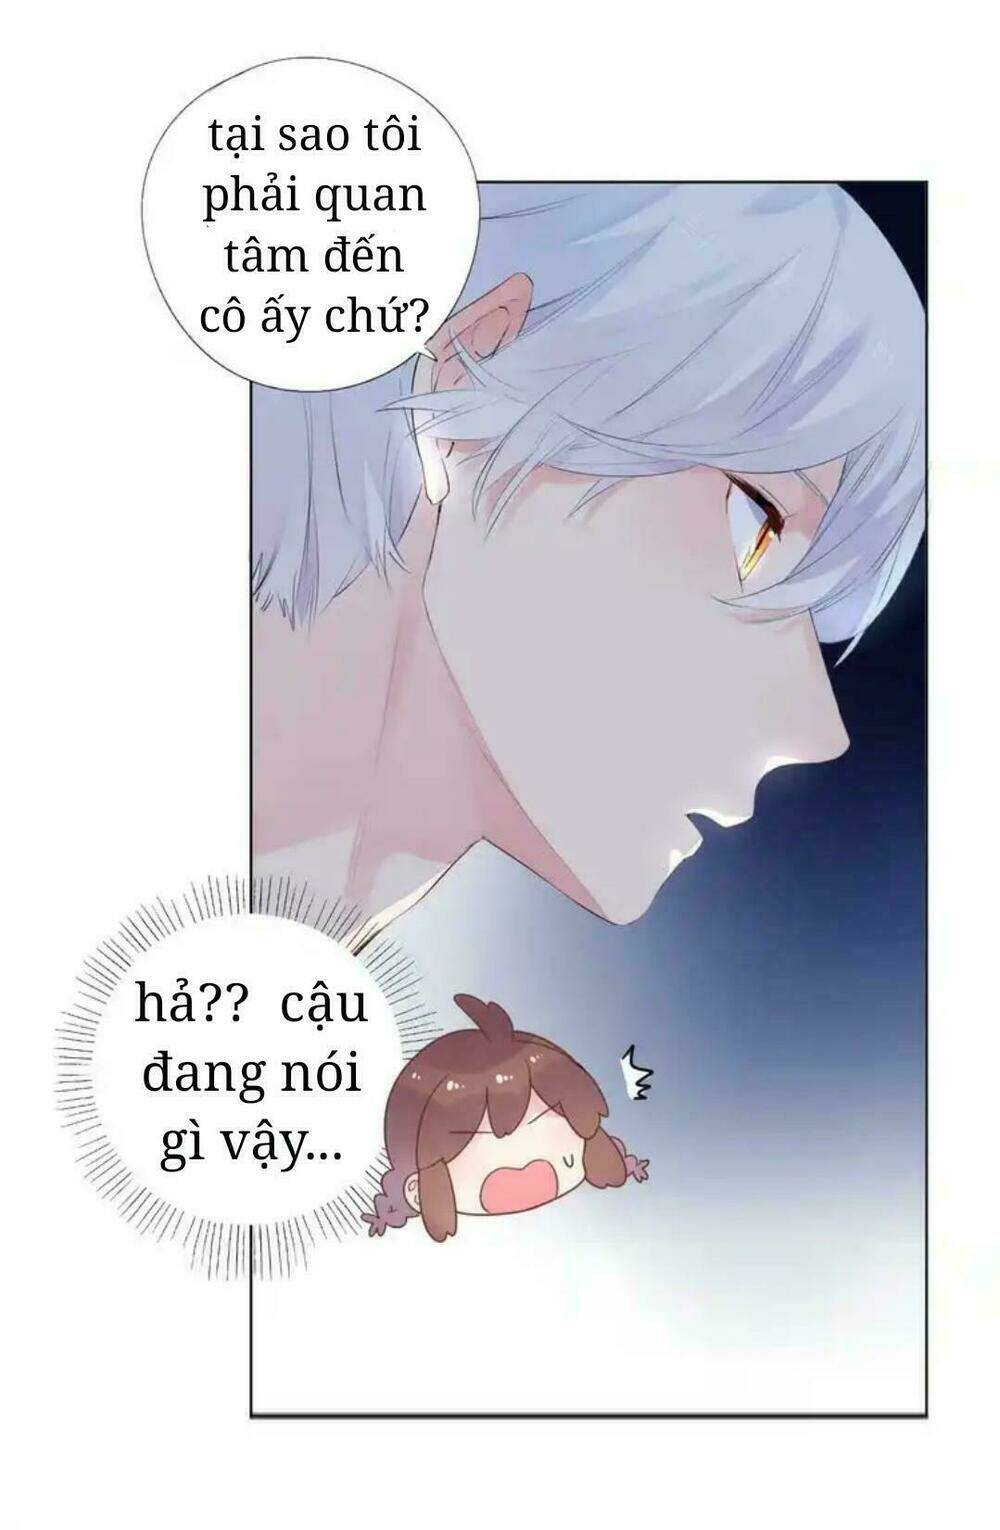 tại sao tôi
phải quan
tâm đến
cô ấy chứ?
hả?? cậu
đang nói
gì vậy...